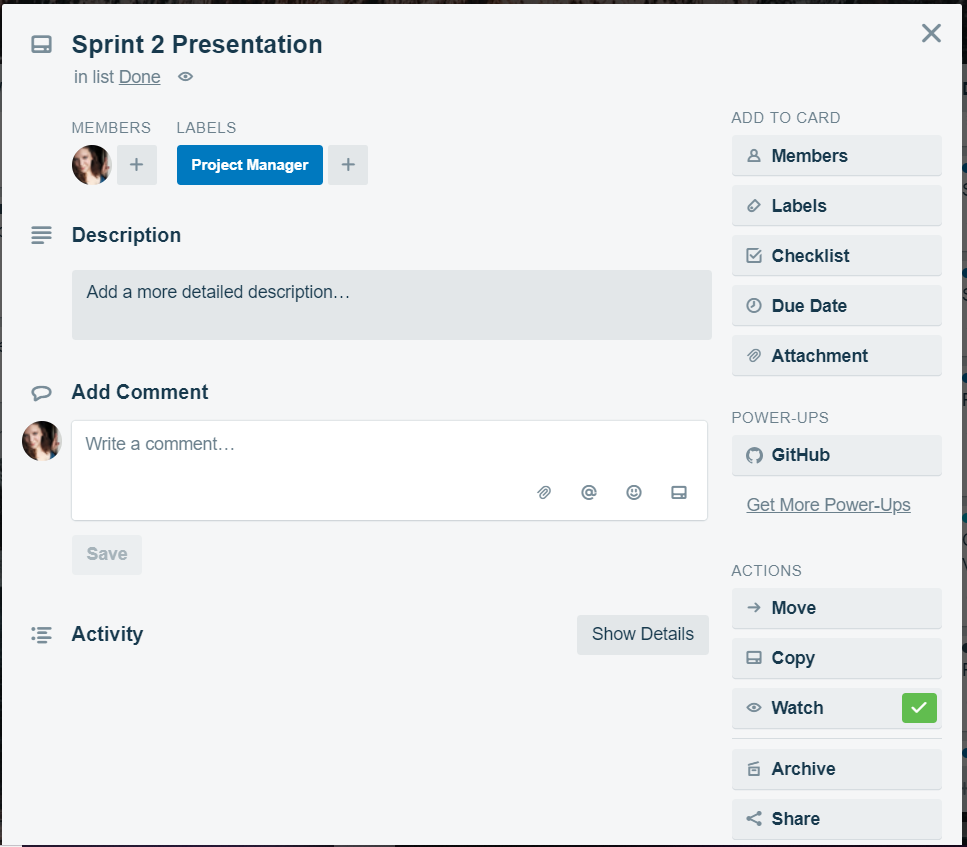 Sprint 2 Presentation
in list Done
MEMBERS LABELS
Project Manager
Description
Add a more detailed description…
Add Comment
Write a comment…
Save
Activity
Show Details
ADD TO CARD
Members
Labels
Checklist
Due Date
Attachment
POWER-UPS
GitHub
Get More Power-Ups
ACTIONS
Move
Copy
Watch
Archive
Share